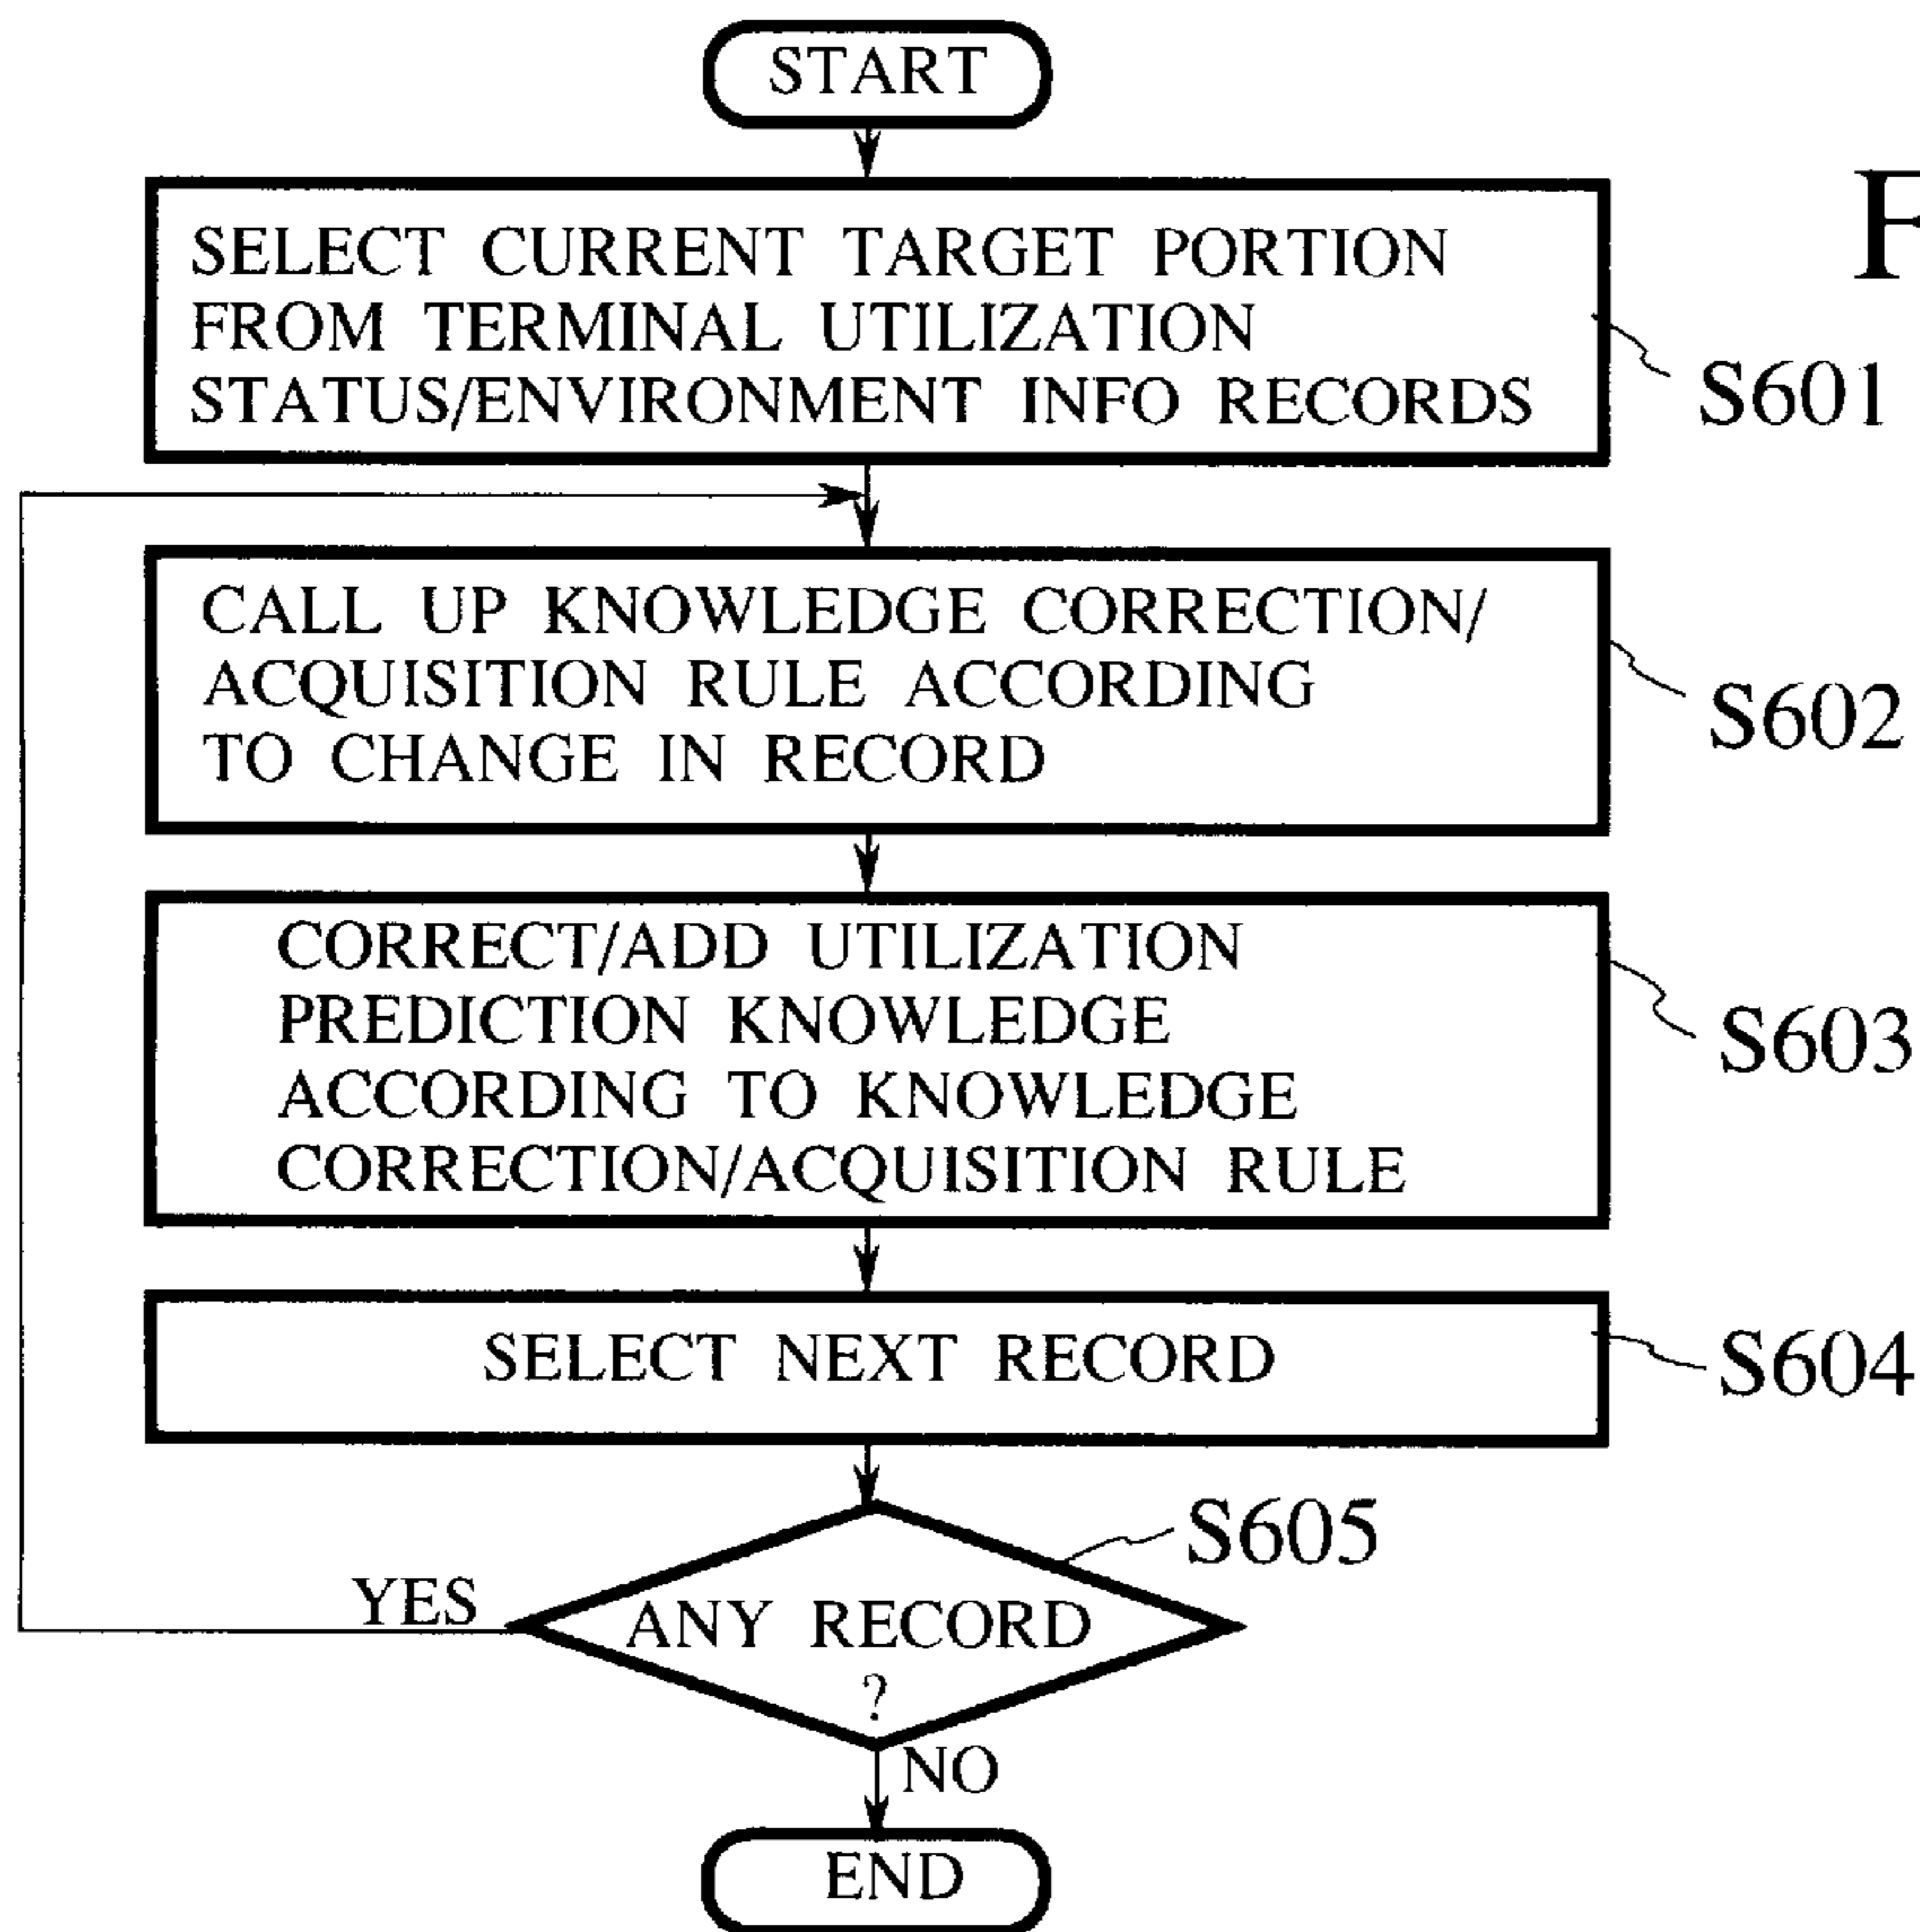 START
SELECT CURRENT TARGET PORTION
FROM TERMINAL UTILIZATION
STATUS/ENVIRONMENT INFO RECORDS
S601
CALL UP KNOWLEDGE CORRECTION/
ACQUISITION RULE ACCORDING
TO CHANGE IN RECORD
S602
CORRECT/ADD UTILIZATION
PREDICTION KNOWLEDGE
ACCORDING TO KNOWLEDGE
CORRECTION/ACQUISITION RULE
S603
SELECT NEXT RECORD
S604
S605
YES
ANY RECORD
?
NO
END